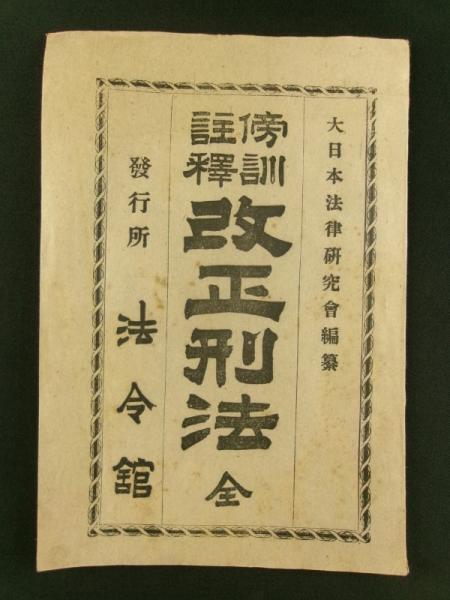 大日本法律研究會編纂
傍訓
註釋
改正刑法 全
發行所 法令館